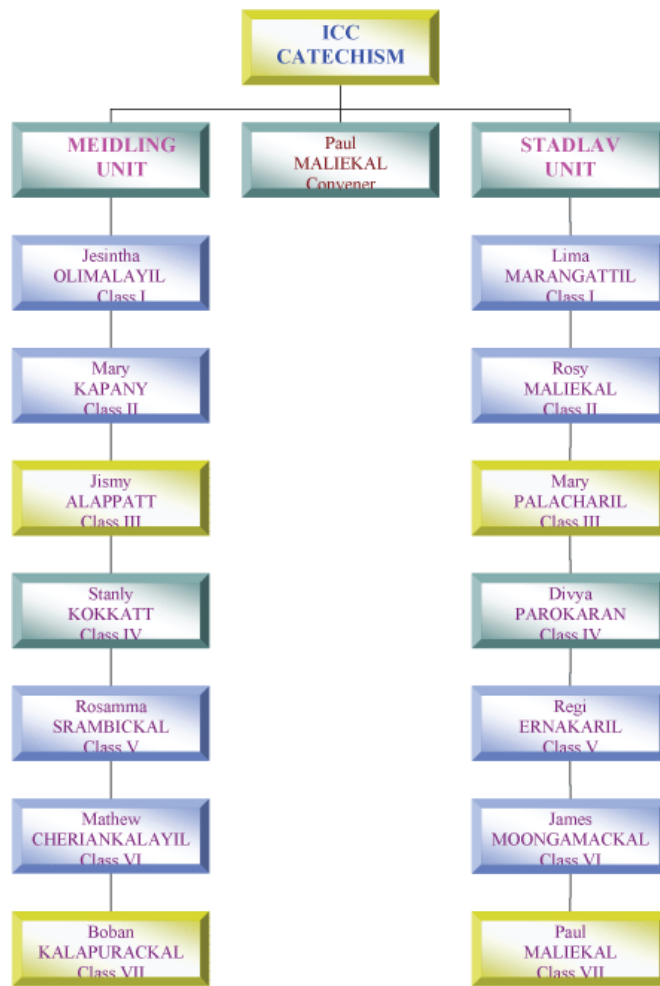 ICC
CATECHISM
MEIDLING
UNIT
Paul
MALIEKAL
Convener
STADLAV
UNIT
Jesintha
OLIMALAYIL
Class I
Lima
MARANGATTIL
Class I
Mary
KAPANY
Class II
Rosy
MALIEKAL
Class II
Jismy
ALAPPATT
Class III
Mary
PALACHARIL
Class III
Stanly
KOKKATT
Class IV
Divya
PAROKARAN
Class IV
Rosamma
SRAMBICKAL
Class V
Regi
ERNAKARIL
Class V
Mathew
CHERIANKALAYIL
Class VI
James
MOONGAMACKAL
Class VI
Boban
KALAPURACKAL
Class VII
Paul
MALIEKAL
Class VII